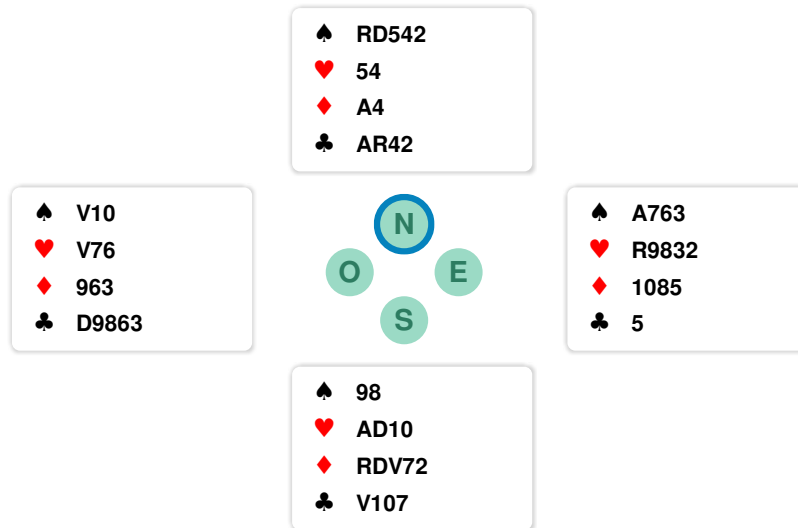 ♠ RD542
♥ 54
♦ A4
♣ AR42
♠ V10
♥ V76
♦ 963
♣ D9863
N
O E
S
♠ A763
♥ R9832
♦ 1085
♣ 5
♠ 98
♥ AD10
♦ RDV72
♣ V107